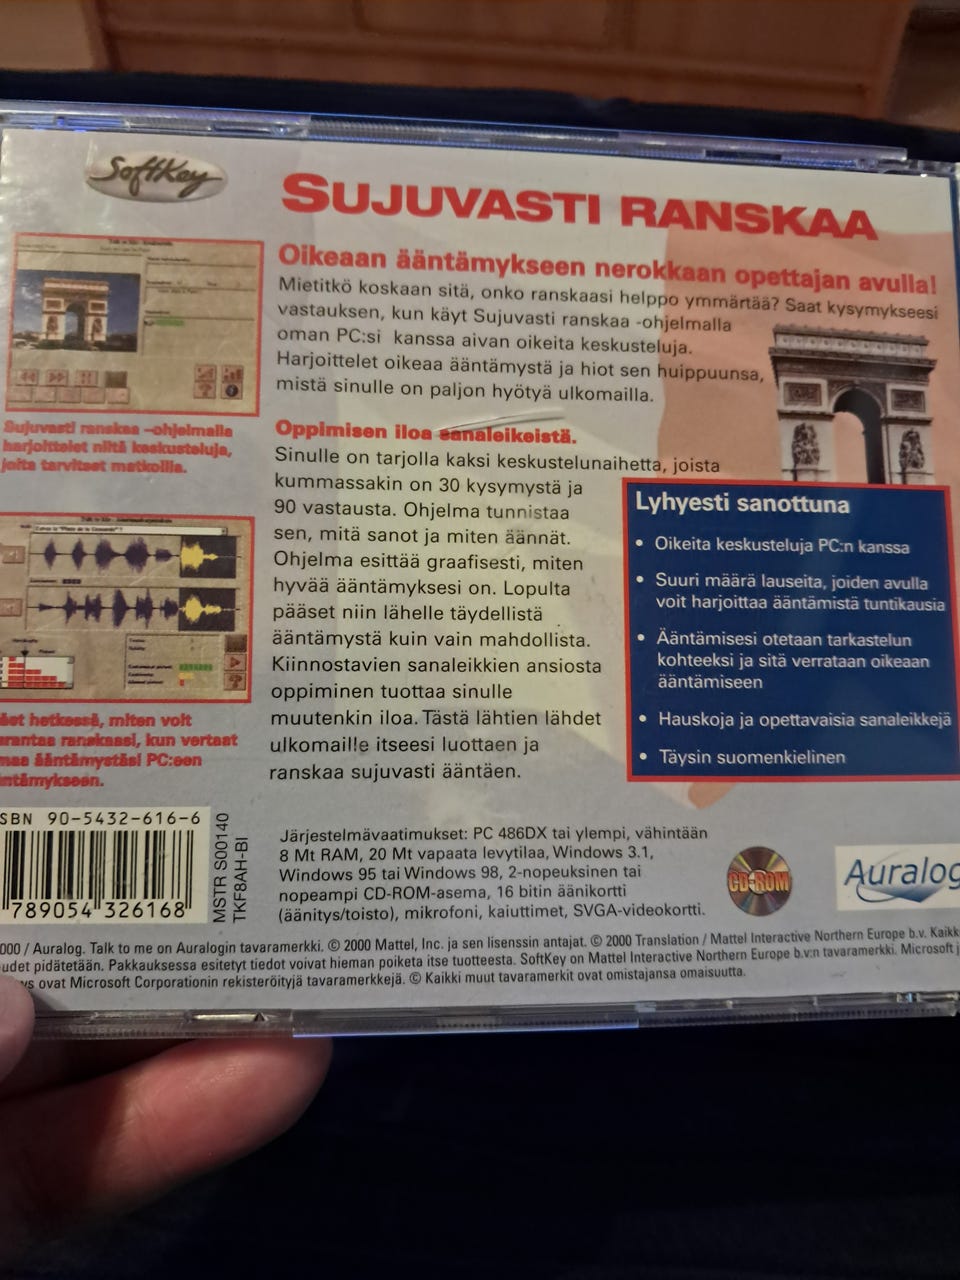 SoftKey
SUJUVASTI RANSKAA
Oikeaan ääntämykseen nerokkaan opettajan avulla!
Mietitkö koskaan sitä, onko ranskaasi helppo ymmärtää? Saat kysymykseesi
vastauksen, kun käyt Sujuvasti ranskaa -ohjelmalla
oman PC:si kanssa aivan oikeita keskusteluja.
Harjoittelet oikeaa ääntämystä ja hiot sen huippuunsa,
mistä sinulle on paljon hyötyä ulkomailla.
Sujuvasti ranskaa –ohjelmalla
harjoittelet niitä keskusteluja,
joita tarvitset matkoilla.
Oppimisen iloa sanaleikeistä.
Sinulle on tarjolla kaksi keskustelunaihetta, joista
kummassakin on 30 kysymystä ja
90 vastausta. Ohjelma tunnistaa
sen, mitä sanot ja miten äännät.
Ohjelma esittää graafisesti, miten
hyvää ääntämyksesi on. Lopulta
pääset niin lähelle täydellistä
ääntämystä kuin vain mahdollista.
Kiinnostavien sanaleikkien ansiosta
oppiminen tuottaa sinulle
muutenkin iloa. Tästä lähtien lähdet
ulkomaille itseesi luottaen ja
ranskaa sujuvasti ääntäen.
Lyhyesti sanottuna
• Oikeita keskusteluja PC:n kanssa
• Suuri määrä lauseita, joiden avulla
voit harjoittaa ääntämistä tuntikausia
• Ääntämisesi otetaan tarkastelun
kohteeksi ja sitä verrataan oikeaan
ääntämiseen
• Hauskoja ja opettavaisia sanaleikkejä
• Täysin suomenkielinen
hetkessä, miten voit
ranskaasi, kun vertaat
ääntämystäsi PC:een
SBN 90-5432-616-6
789054 326168
MSTR S00140
TKF8AH-BI
Järjestelmävaatimukset: PC 486DX tai ylempi, vähintään
8 Mt RAM, 20 Mt vapaata levytilaa, Windows 3.1,
Windows 95 tai Windows 98, 2-nopeuksinen tai
nopeampi CD-ROM-asema, 16 bitin äänikortti
(äänitys/toisto), mikrofoni, kaiuttimet, SVGA-videokortti.
CD-ROM
Auralog
000 / Auralog. Talk to me on Auralogin tavaramerkki. © 2000 Mattel, Inc. ja sen lisenssin antajat. © 2000 Translation / Mattel Interactive Northern Europe b.v. Kaikk
udet pidätetään. Pakkauksessa esitetyt tiedot voivat hieman poiketa itse tuotteesta. SoftKey on Mattel Interactive Northern Europe b.v:n tavaramerkki. Microsoft j
ys ovat Microsoft Corporationin rekisteröityjä tavaramerkkejä. © Kaikki muut tavaramerkit ovat omistajansa omaisuutta.